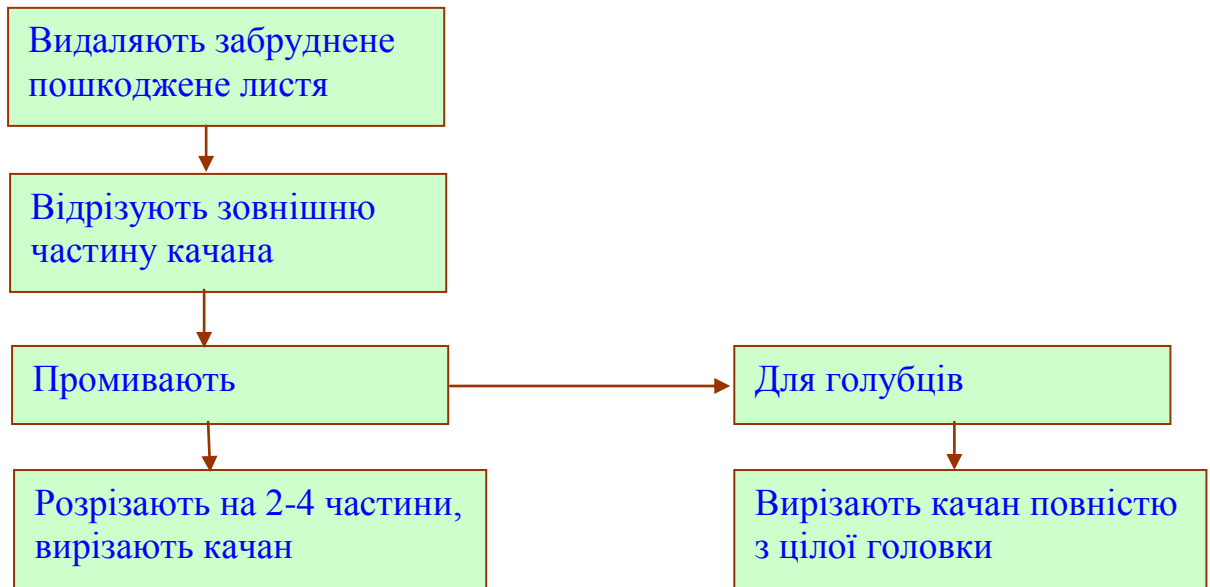 Видаляють забруднене
пошкоджене листя
Відрізують зовнішню
частину качана
Промивають
Для голубців
Розрізають на 2-4 частини,
вирізають качан
Вирізають качан повністю
з цілої головки